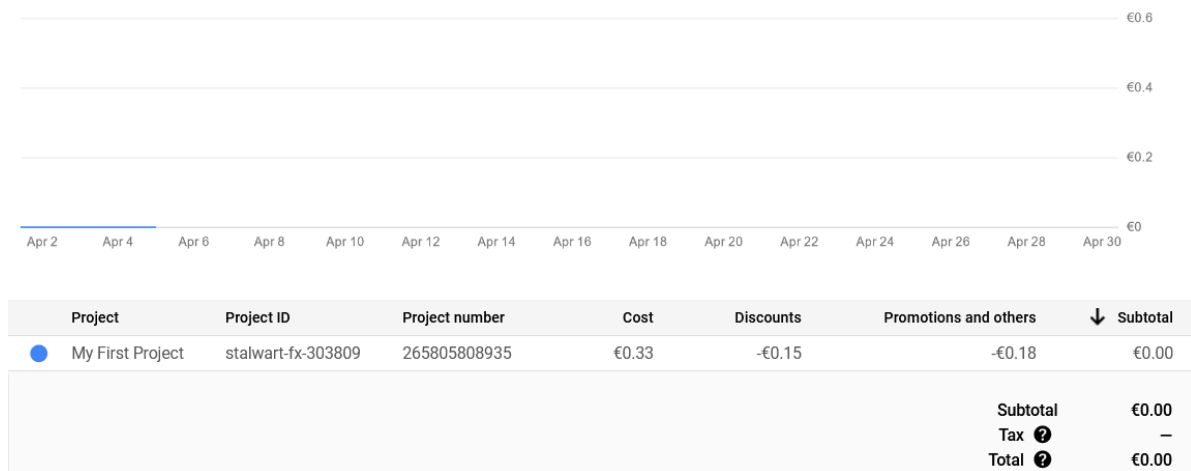 €0.6
€0.4
€0.2
€0
Apr 2 Apr 4 Apr 6 Apr 8 Apr 10 Apr 12 Apr 14 Apr 16 Apr 18 Apr 20 Apr 22 Apr 24 Apr 26 Apr 28 Apr 30
Project Project ID Project number Cost Discounts Promotions and others Subtotal
My First Project stalwart-fx-303809 265805808935 €0.33 -€0.15 -€0.18 €0.00
Subtotal €0.00
Tax ? —
Total ? €0.00